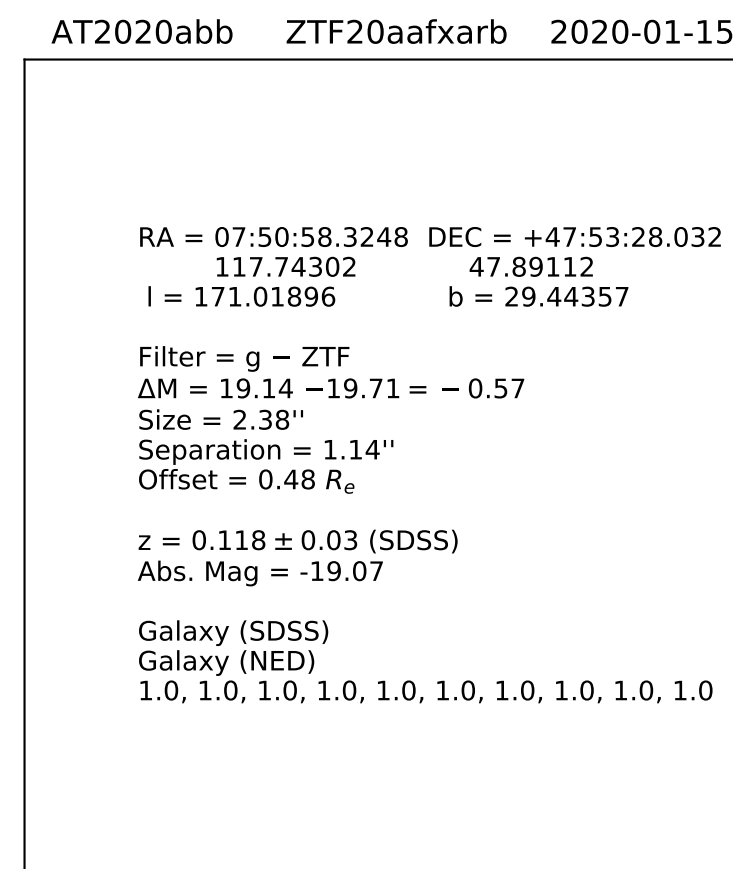 AT2020abb ZTF20aafxarb 2020-01-15
RA = 07:50:58.3248 DEC = +47:53:28.032
117.74302 47.89112
l = 171.01896 b = 29.44357
Filter = g − ZTF
ΔM = 19.14 −19.71 = − 0.57
Size = 2.38''
Separation = 1.14''
Offset = 0.48 Re
z = 0.118 ± 0.03 (SDSS)
Abs. Mag = -19.07
Galaxy (SDSS)
Galaxy (NED)
1.0, 1.0, 1.0, 1.0, 1.0, 1.0, 1.0, 1.0, 1.0, 1.0